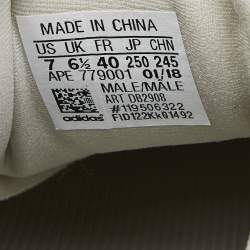 MADE IN CHINA
US UK FR JP CHN
7 6½ 40 250 245
APE 779001 01/18
MALE/MALE
ART DB2908
#119506322
adidas FID122KkQ1492